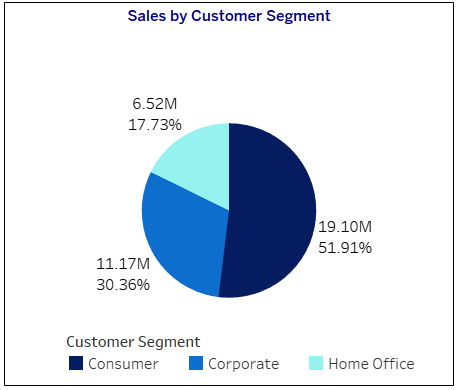 Sales by Customer Segment
6.52M
17.73%
19.10M
51.91%
11.17M
30.36%
Customer Segment
Consumer Corporate Home Office